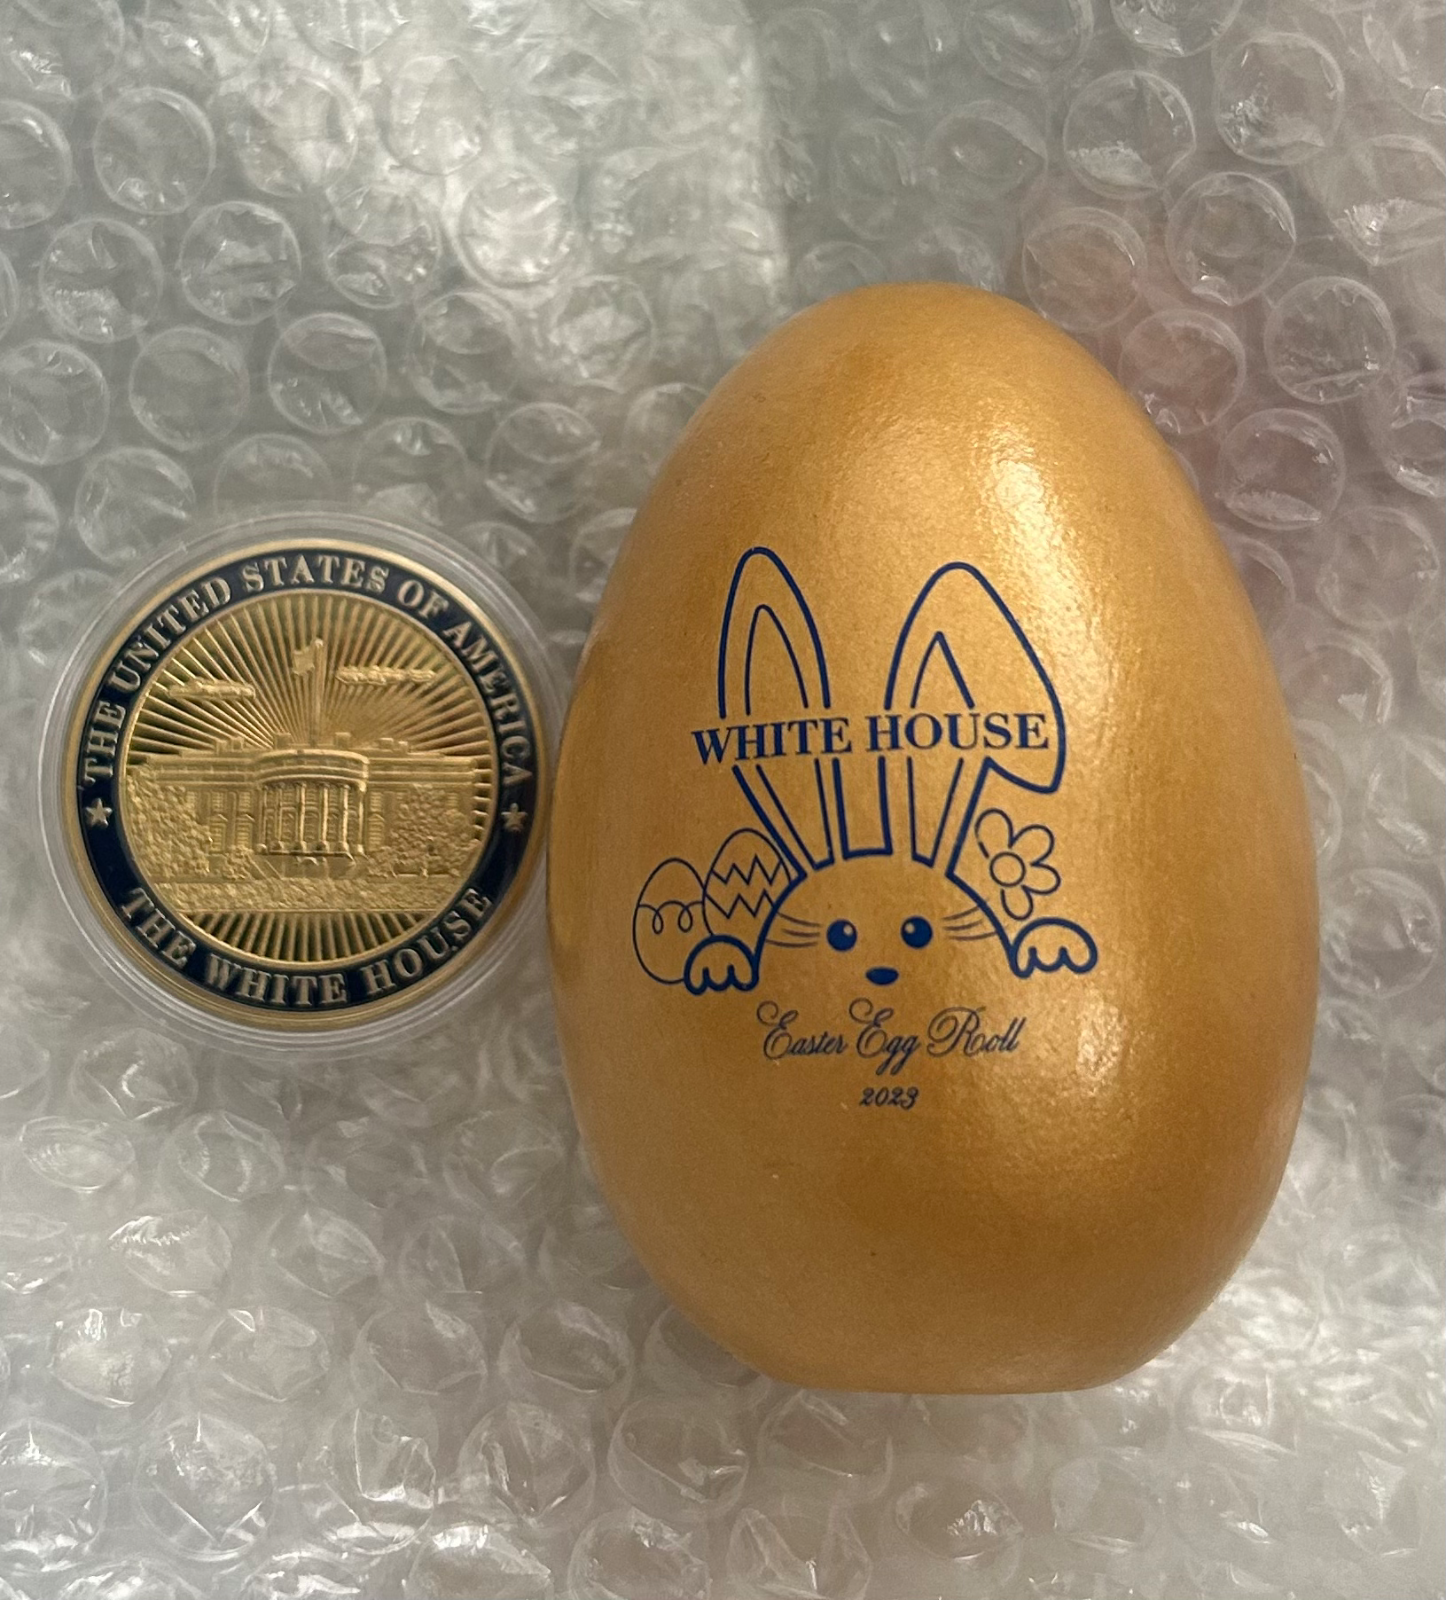 THE UNITED STATES OF AMERICA
THE WHITE HOUSE
WHITE HOUSE
Easter Egg Roll
2023